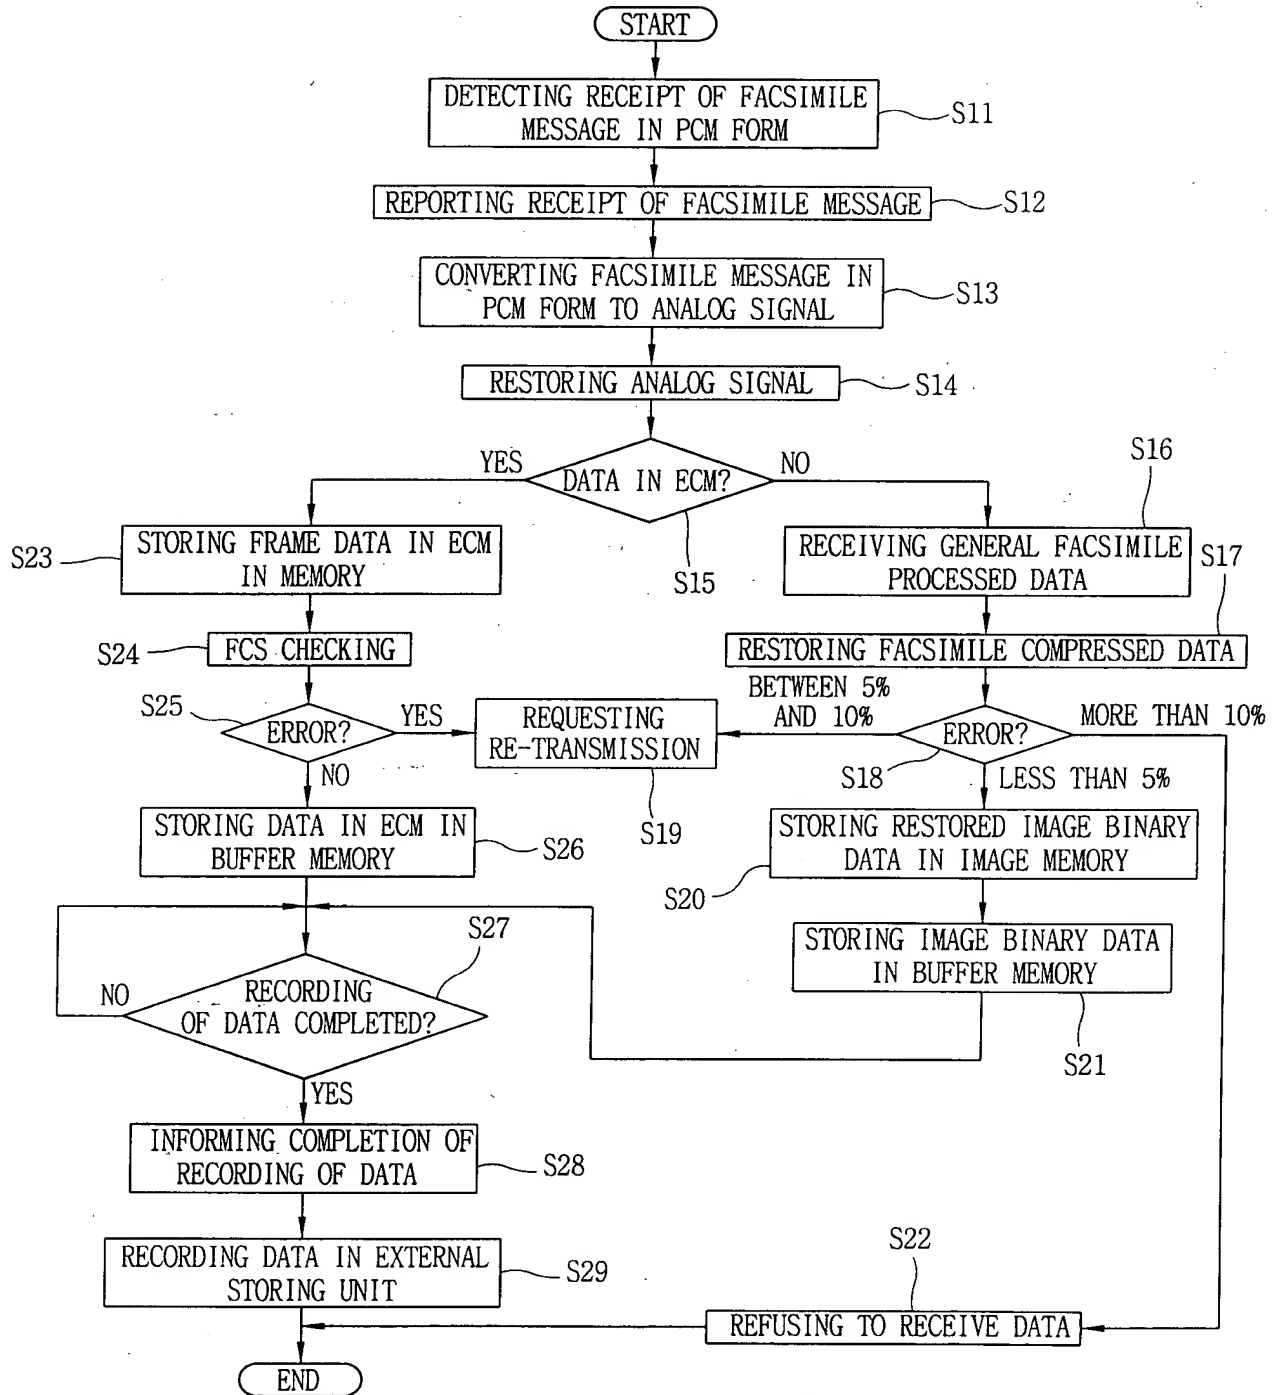 START
DETECTING RECEIPT OF FACSIMILE
MESSAGE IN PCM FORM
S11
REPORTING RECEIPT OF FACSIMILE MESSAGE
S12
CONVERTING FACSIMILE MESSAGE IN
PCM FORM TO ANALOG SIGNAL
S13
RESTORING ANALOG SIGNAL
S14
YES
DATA IN ECM?
NO
S15
S16
S23
STORING FRAME DATA IN ECM
IN MEMORY
RECEIVING GENERAL FACSIMILE
PROCESSED DATA
S17
S24
FCS CHECKING
RESTORING FACSIMILE COMPRESSED DATA
S25
ERROR?
YES
NO
REQUESTING
RE-TRANSMISSION
S19
BETWEEN 5%
AND 10%
ERROR?
S18
MORE THAN 10%
LESS THAN 5%
STORING DATA IN ECM IN
BUFFER MEMORY
S26
STORING RESTORED IMAGE BINARY
DATA IN IMAGE MEMORY
S20
STORING IMAGE BINARY DATA
IN BUFFER MEMORY
S21
S27
NO
RECORDING
OF DATA COMPLETED?
YES
INFORMING COMPLETION OF
RECORDING OF DATA
S28
RECORDING DATA IN EXTERNAL
STORING UNIT
S29
S22
REFUSING TO RECEIVE DATA
END